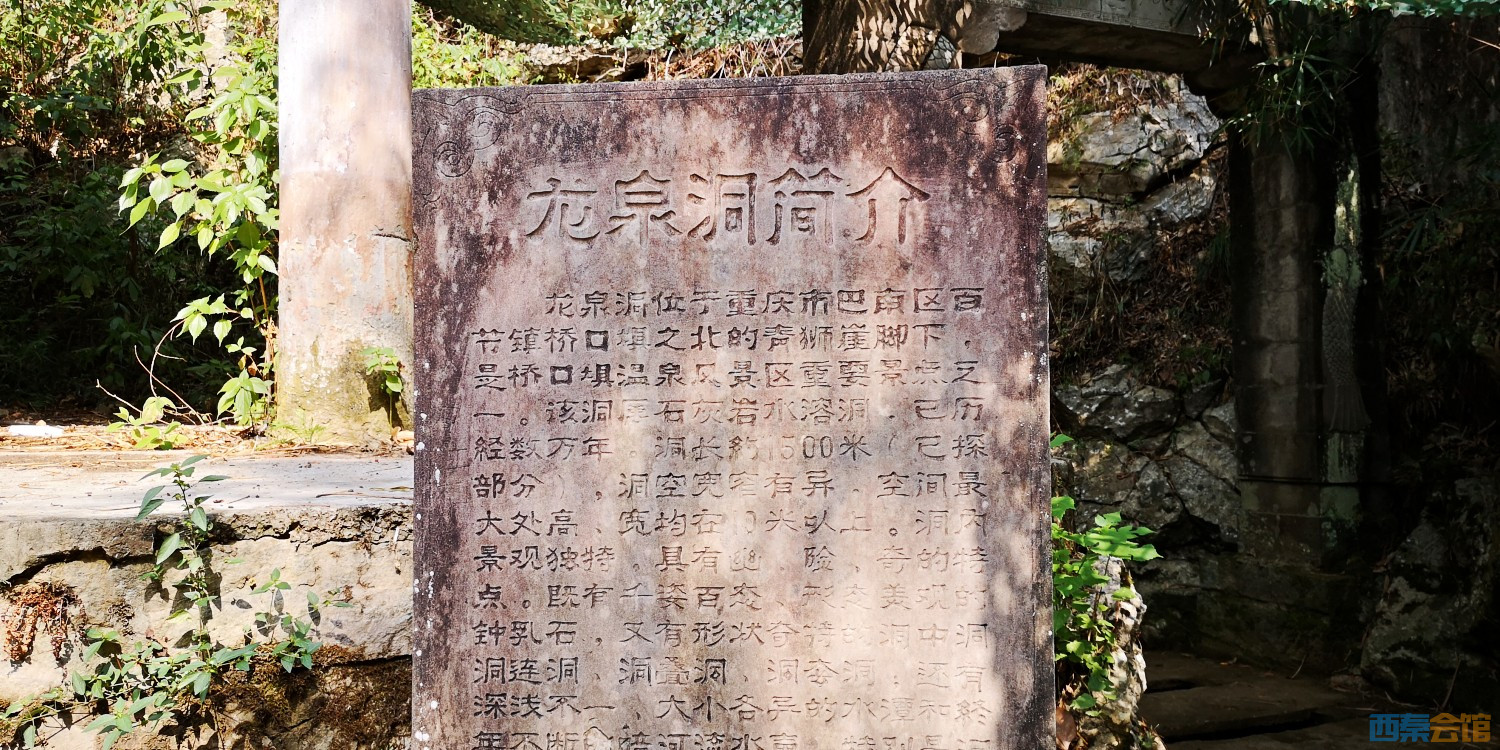 龙泉洞简介
龙泉洞位于重庆市巴南区百
节镇桥口坝之北的青狮崖脚下，
是桥口坝温泉风景区重要景点之
一。该洞厚石灰岩水溶洞，已历
经数万年。洞长约1500米（已探
部分），洞空宽窄有异，空间最
大处高、宽均在10米以上。洞内
景观独特，具有幽、险、奇的特
点。既有千姿百态、形态美观的
钟乳石，又有形状奇特的洞中洞
洞连洞、洞叠洞、洞套洞，还有
深浅不一、大小各异的水洞和终
年不断
西秦会馆